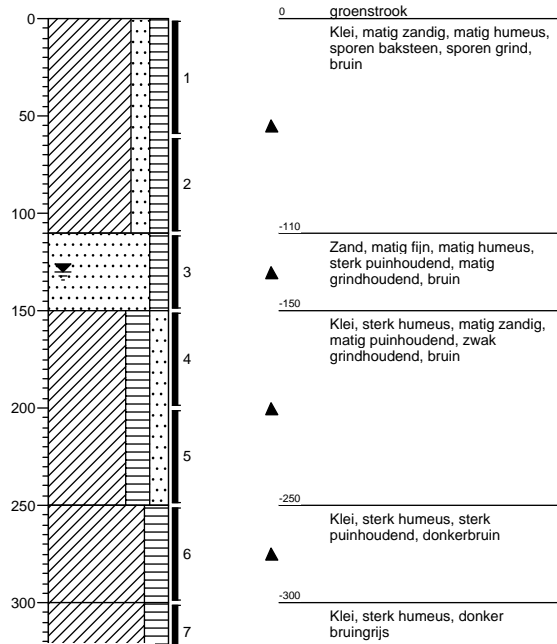 0
50
100
150
200
250
300
1
2
3
4
5
6
7
0
groenstrook
Klei, matig zandig, matig humeus,
sporen baksteen, sporen grind,
bruin
-110
Zand, matig fijn, matig humeus,
sterk puinhoudend, matig
grindhoudend, bruin
-150
Klei, sterk humeus, matig zandig,
matig puinhoudend, zwak
grindhoudend, bruin
-250
Klei, sterk humeus, sterk
puinhoudend, donkerbruin
-300
Klei, sterk humeus, donker
bruingrijs